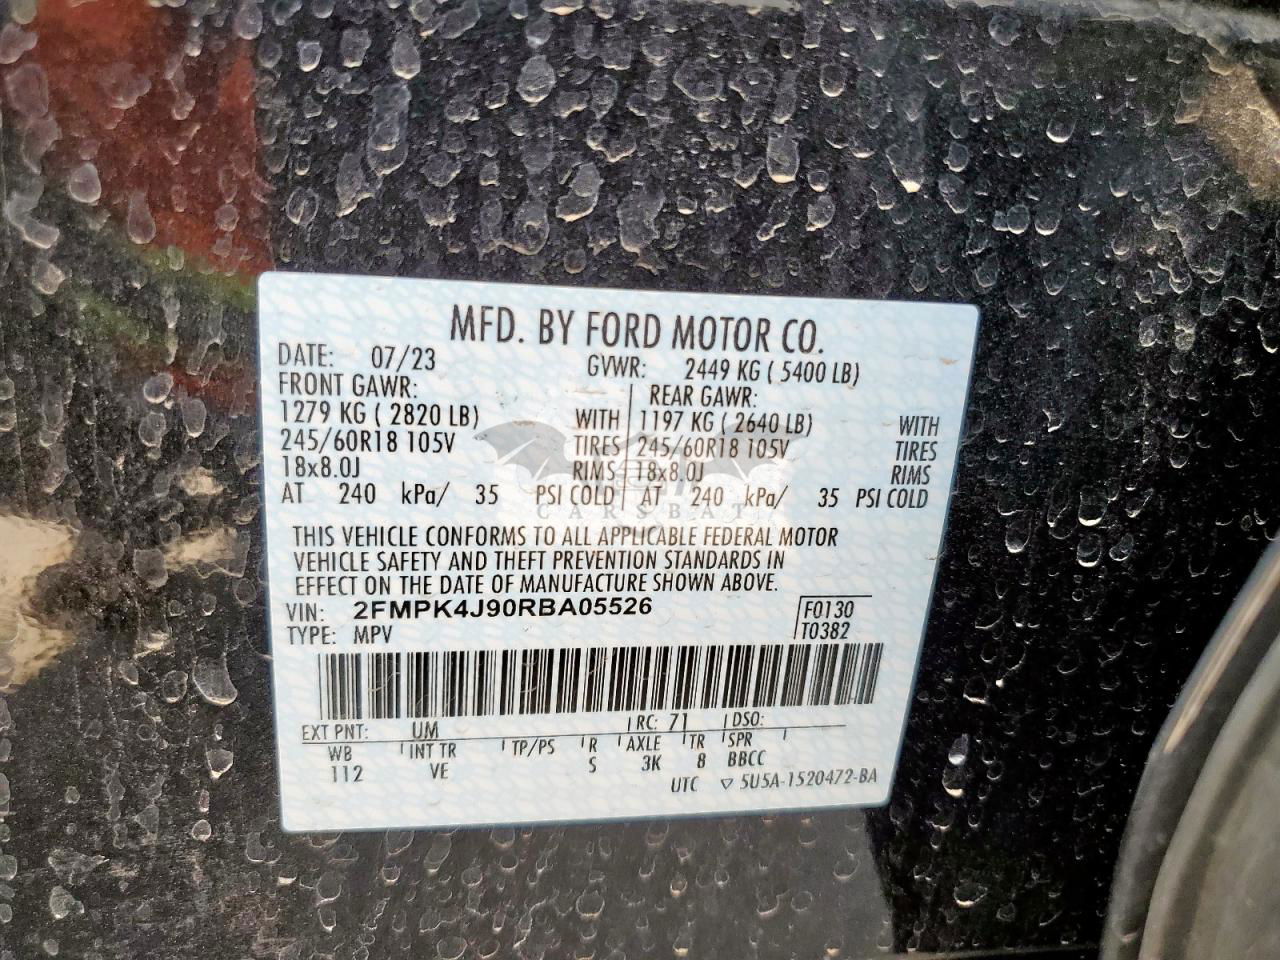 MFD. BY FORD MOTOR CO.
DATE: 07/23 GVWR: 2449 KG ( 5400 LB)
FRONT GAWR: REAR GAWR:
1279 KG ( 2820 LB) WITH 1197 KG ( 2640 LB) WITH
245/60R18 105V TIRES 245/60R18 105V TIRES
18x8.0J RIMS 18x8.0J RIMS
AT 240 kPa/ 35 PSI COLD AT 240 kPa/ 35 PSI COLD
CARSBAT
THIS VEHICLE CONFORMS TO ALL APPLICABLE FEDERAL MOTOR
VEHICLE SAFETY AND THEFT PREVENTION STANDARDS IN
EFFECT ON THE DATE OF MANUFACTURE SHOWN ABOVE.
VIN: 2FMPK4J90RBA05526 F0130
TYPE: MPV T0382
EXT PNT: UM RC: 71 DSO:
WB INT TR TP/PS R AXLE TR SPR
112 VE S 3K 8 BBCC
UTC ▽ 5U5A-1520472-BA